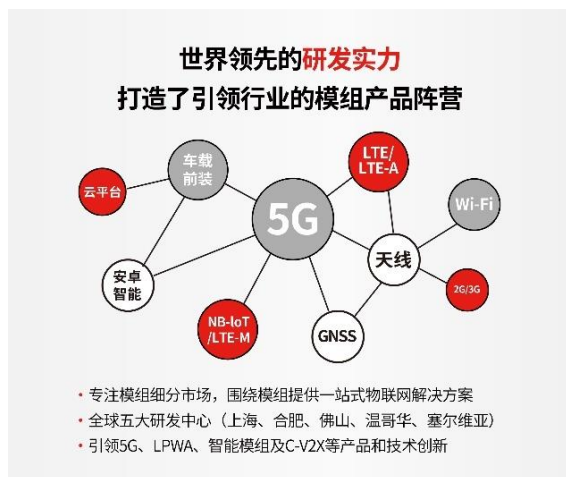 世界领先的研发实力
打造了引领行业的模组产品阵营
车载
前装
LTE/
LTE-A
云平台
5G
Wi-Fi
天线
安卓
智能
2G/3G
NB-IoT
/LTE-M
GNSS
·专注模组细分市场，围绕模组提供一站式物联网解决方案
·全球五大研发中心（上海、合肥、佛山、温哥华、塞尔维亚）
·引领5G、LPWA、智能模组及C-V2X等产品和技术创新